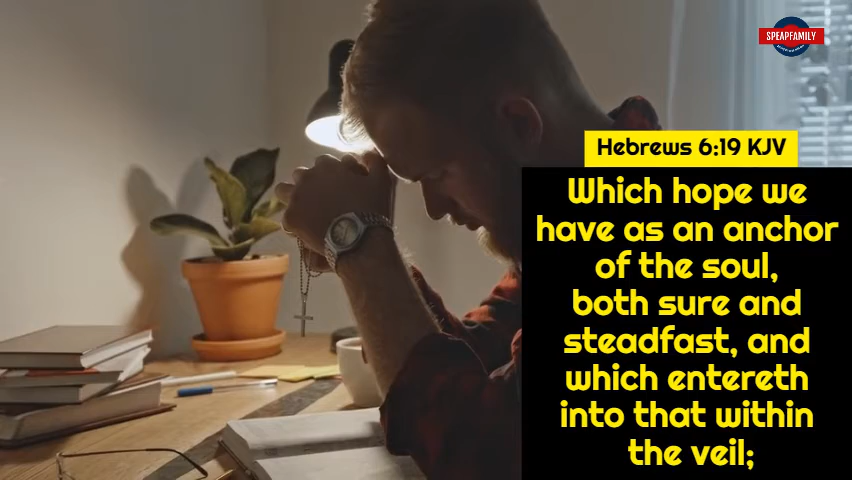 SPEAPFAMILY
Hebrews 6:19 KJV
Which hope we
have as an anchor
of the soul,
both sure and
steadfast, and
which entereth
into that within
the veil;